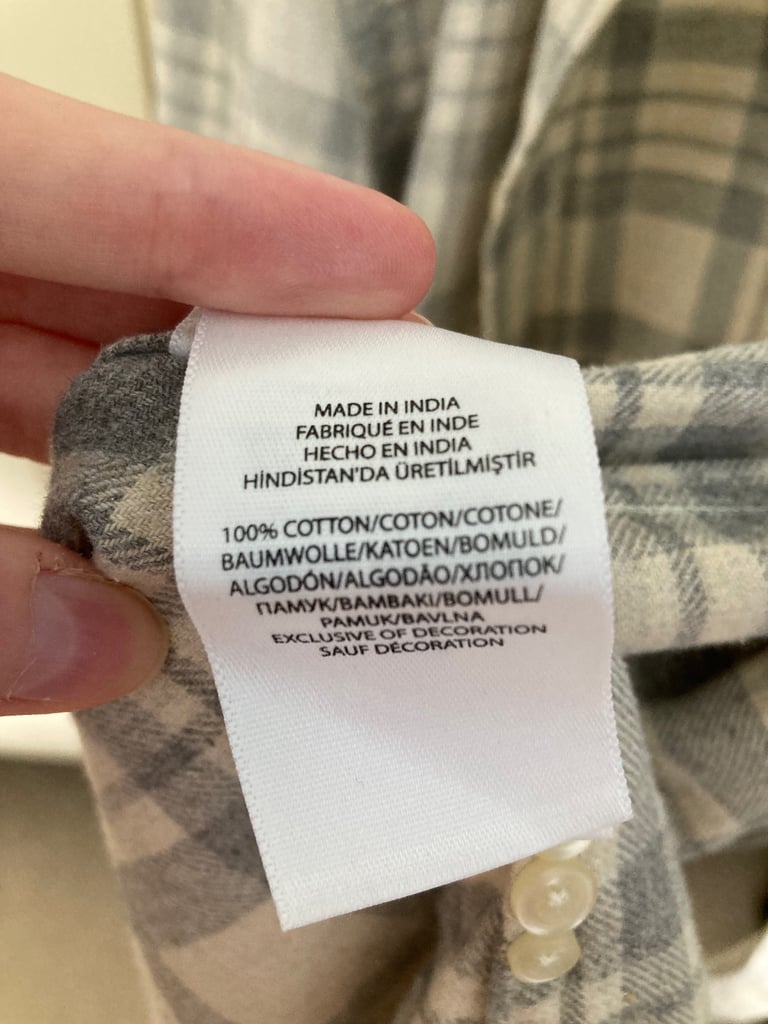 MADE IN INDIA
FABRIQUÉ EN INDE
HECHO EN INDIA
HİNDİSTAN'DA ÜRETİLMİŞTİR
100% COTTON/COTON/COTONE/
BAUMWOLLE/KATOEN/BOMULD/
ALGODÓN/ALGODÃO/ХЛОПОК/
ПАМУК/BAMBAKI/BOMULL/
PAMUK/BAVLNA
EXCLUSIVE OF DECORATION
SAUF DÉCORATION